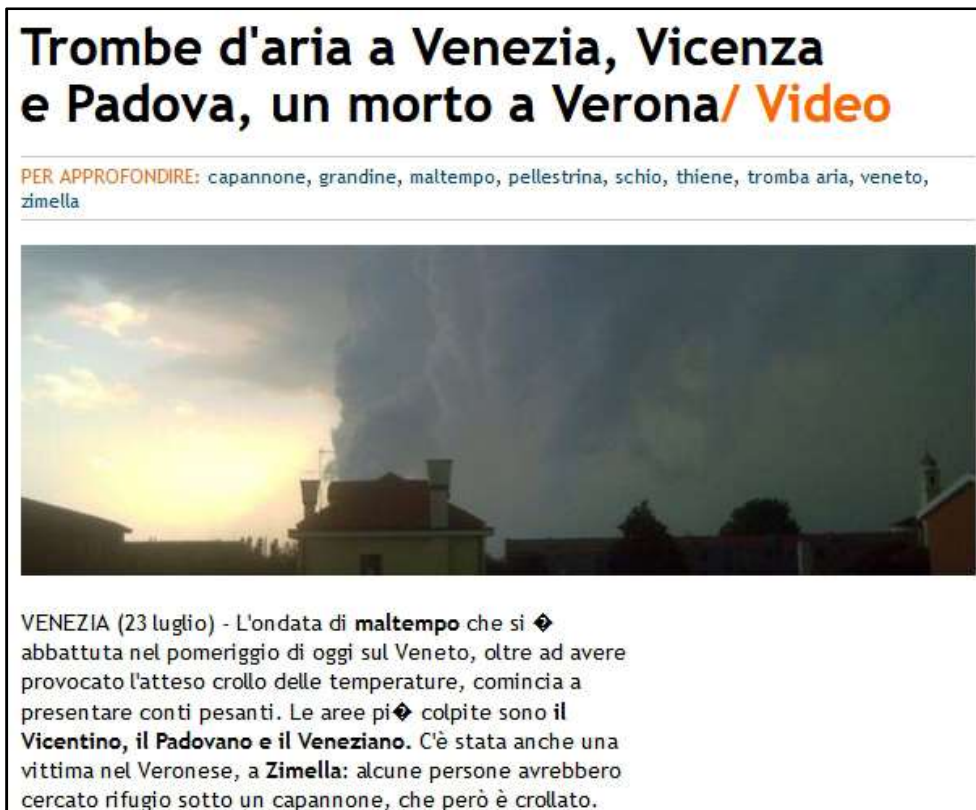 Trombe d'aria a Venezia, Vicenza
e Padova, un morto a Verona/ Video
PER APPROFONDIRE: capannone, grandine, maltempo, pellestrina, schio, thiene, tromba aria, veneto,
zimella
VENEZIA (23 luglio) - L'ondata di maltempo che si �
abbattuta nel pomeriggio di oggi sul Veneto, oltre ad avere
provocato l'atteso crollo delle temperature, comincia a
presentare conti pesanti. Le aree pi� colpite sono il
Vicentino, il Padovano e il Veneziano. C'è stata anche una
vittima nel Veronese, a Zimella: alcune persone avrebbero
cercato rifugio sotto un capannone, che però è crollato.